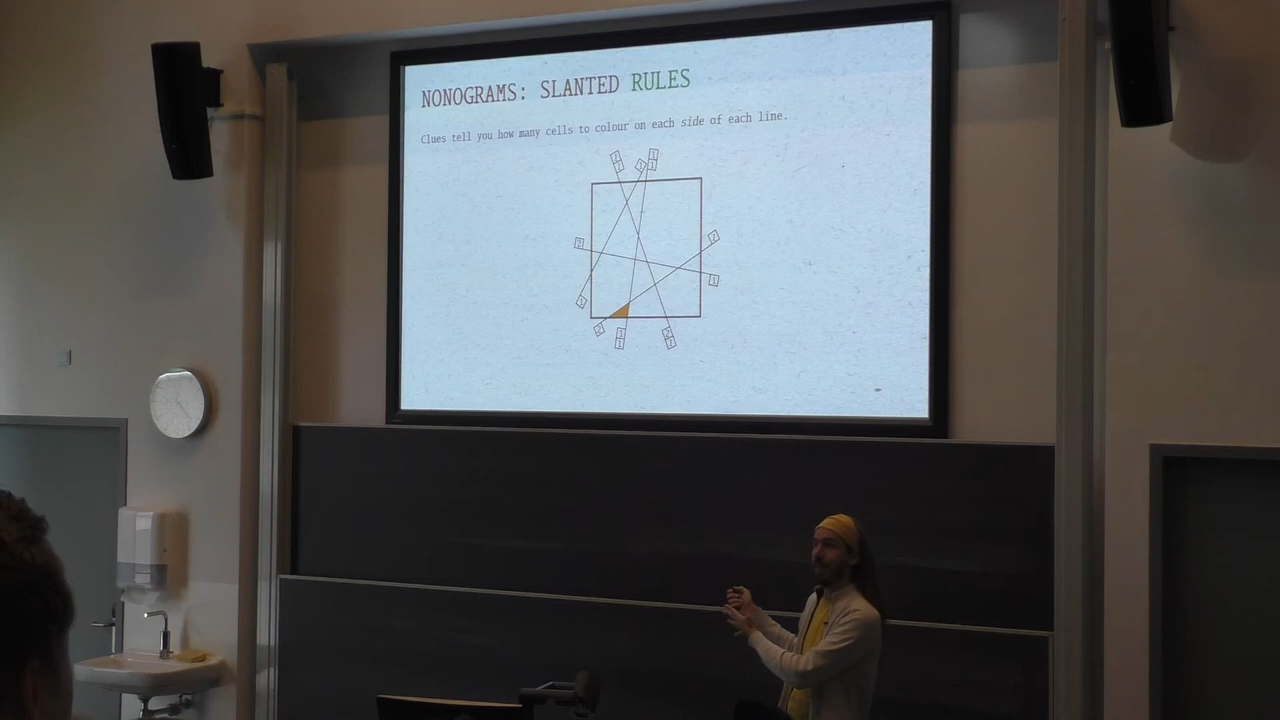 NONOGRAMS: SLANTED RULES
Clues tell you how many cells to colour on each side of each line.